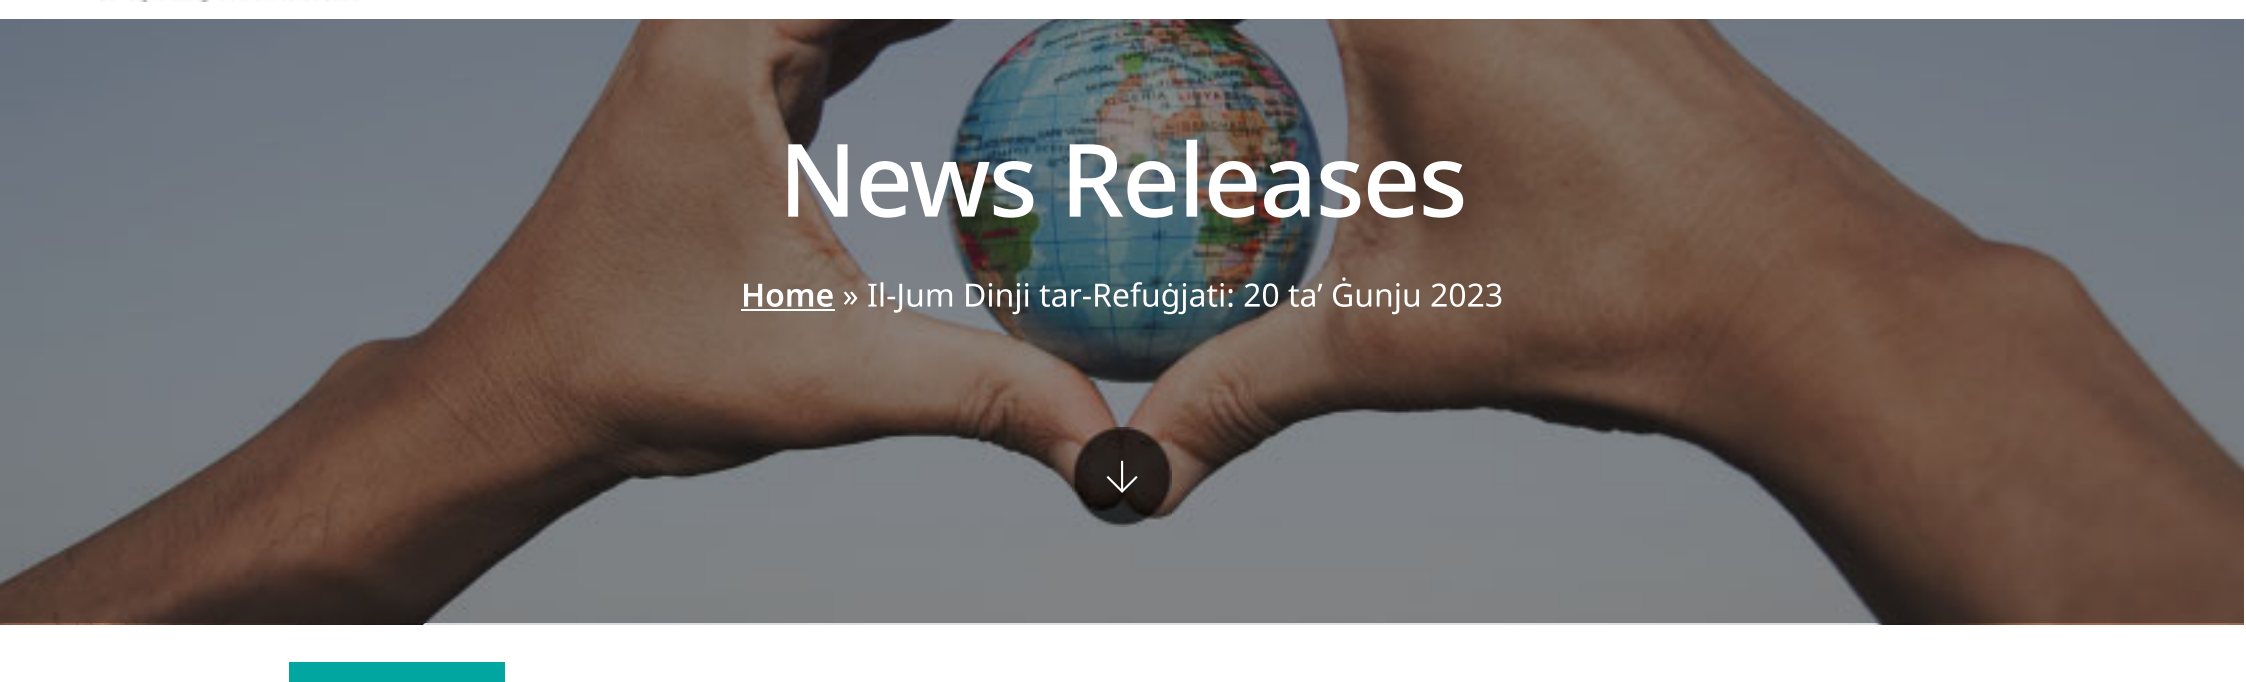 News Releases
Home » Il-Jum Dinji tar-Refuġjati: 20 ta’ Ġunju 2023